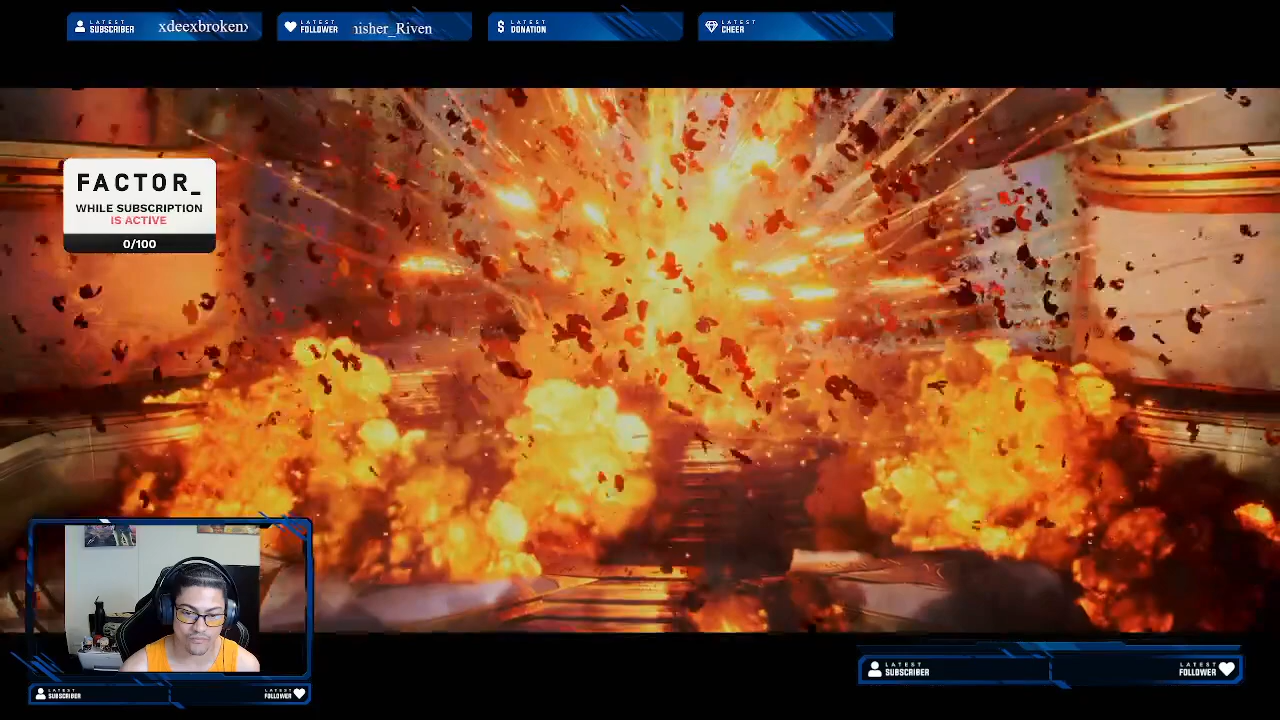 LATEST
SUBSCRIBER
xdeexbroken
LATEST
FOLLOWER
isher_Riven
LATEST
DONATION
LATEST
CHEER
FACTOR_
WHILE SUBSCRIPTION
IS ACTIVE
0/100
LATEST
SUBSCRIBER
LATEST
FOLLOWER
LATEST
SUBSCRIBER
LATEST
FOLLOWER